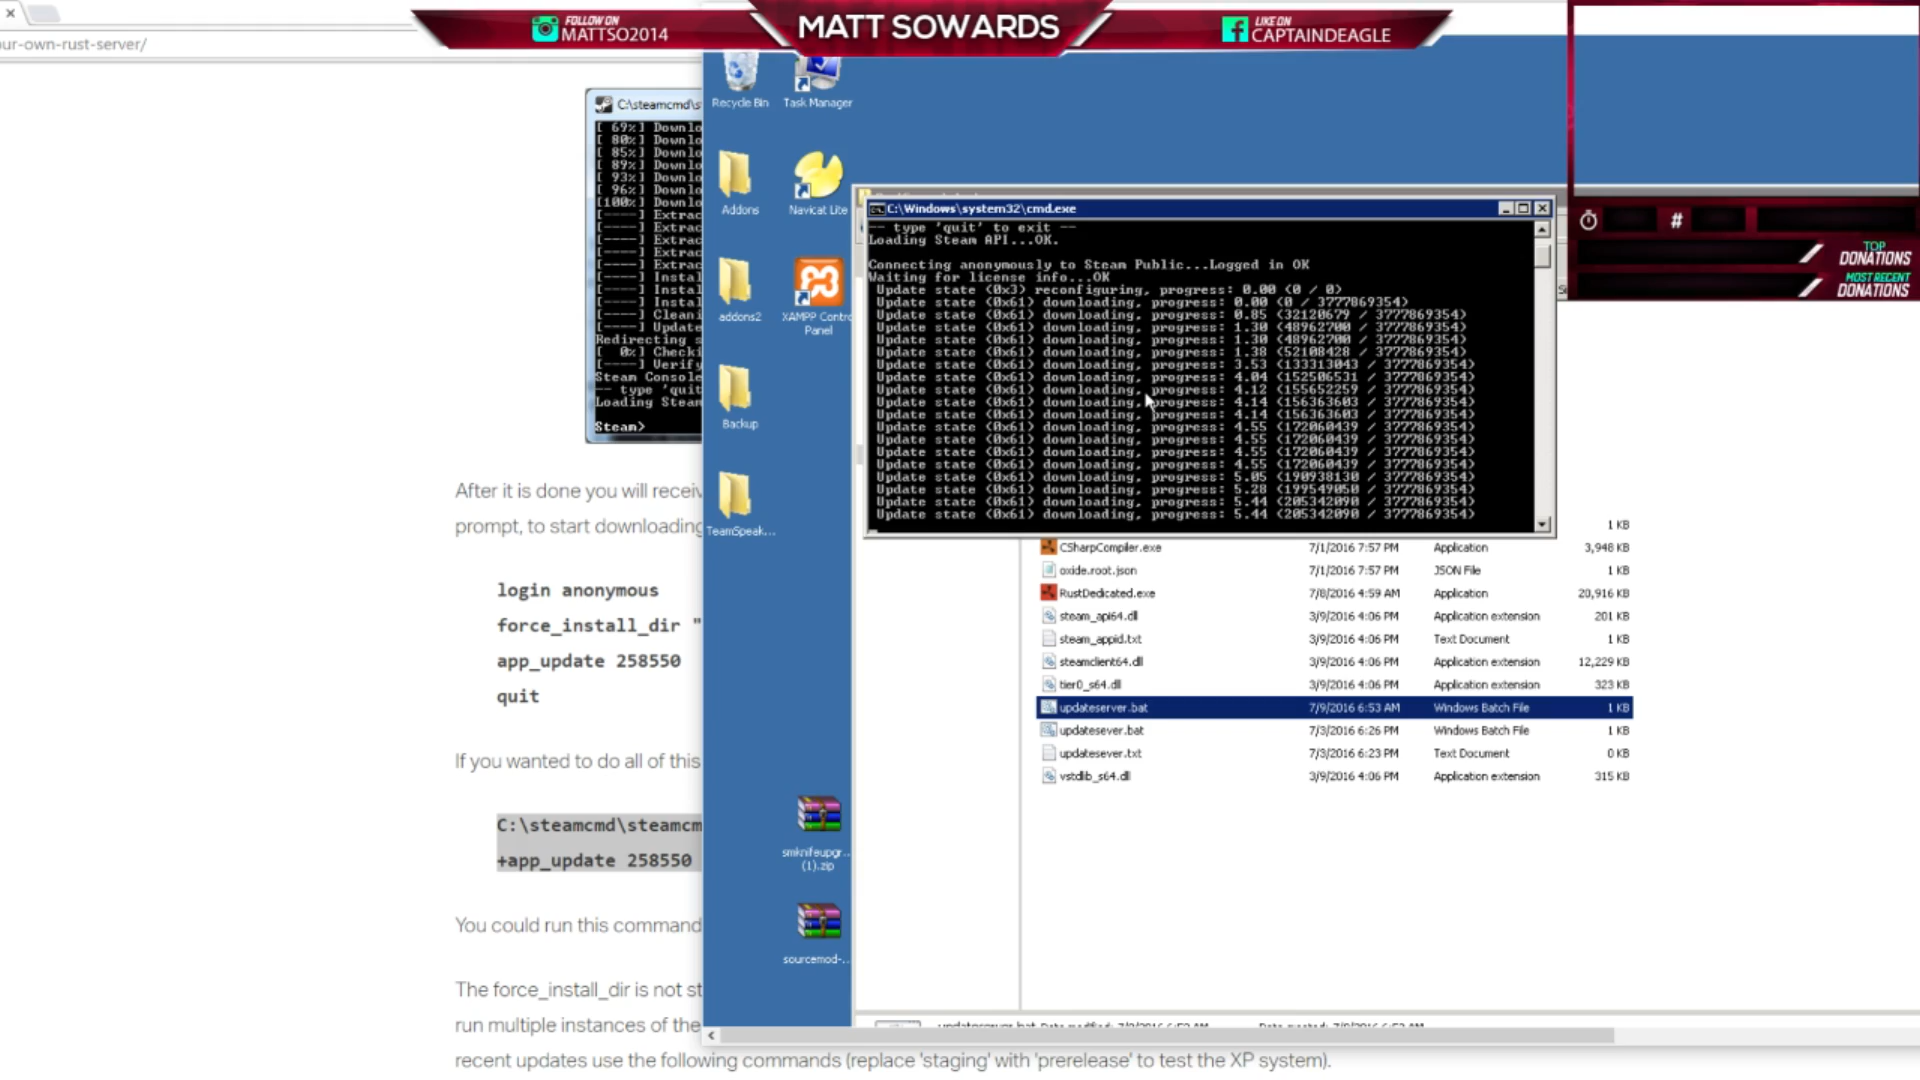 FOLLOW ON
MATTSO2014
MATT SOWARDS
LIKE ON
CAPTAINDEAGLE
ur-own-rust-server/
#
TOP
DONATIONS
MOST RECENT
DONATIONS
Recycle Bin
Task Manager
Addons
Navicat Lite
addons2
XAMPP Contro
Panel
Backup
TeamSpeak...
smknifeupgr...
(1).zip
sourcemod-...
C:\steamcmd\s
[ 69%] Downlo
[ 80%] Downlo
[ 85%] Downlo
[ 89%] Downlo
[ 93%] Downlo
[ 96%] Downlo
[100%] Downlo
[----] Extrac
[----] Extrac
[----] Extrac
[----] Extrac
[----] Extrac
[----] Instal
[----] Instal
[----] Instal
[----] Cleani
[----] Update
Redirecting s
[  0%] Checki
[----] Verify
Steam Console
-- type 'quit
Loading Steam
Steam>
C:\Windows\system32\cmd.exe
-- type 'quit' to exit --
Loading Steam API...OK.
Connecting anonymously to Steam Public...Logged in OK
Waiting for license info...OK
Update state (0x3) reconfiguring, progress: 0.00 (0 / 0)
Update state (0x61) downloading, progress: 0.00 (0 / 3777869354)
Update state (0x61) downloading, progress: 0.85 (32120679 / 3777869354)
Update state (0x61) downloading, progress: 1.30 (48962700 / 3777869354)
Update state (0x61) downloading, progress: 1.30 (48962700 / 3777869354)
Update state (0x61) downloading, progress: 1.38 (52108428 / 3777869354)
Update state (0x61) downloading, progress: 3.53 (133313043 / 3777869354)
Update state (0x61) downloading, progress: 4.04 (152506531 / 3777869354)
Update state (0x61) downloading, progress: 4.12 (155652259 / 3777869354)
Update state (0x61) downloading, progress: 4.14 (156363603 / 3777869354)
Update state (0x61) downloading, progress: 4.14 (156363603 / 3777869354)
Update state (0x61) downloading, progress: 4.55 (172060439 / 3777869354)
Update state (0x61) downloading, progress: 4.55 (172060439 / 3777869354)
Update state (0x61) downloading, progress: 4.55 (172060439 / 3777869354)
Update state (0x61) downloading, progress: 4.55 (172060439 / 3777869354)
Update state (0x61) downloading, progress: 5.05 (190938130 / 3777869354)
Update state (0x61) downloading, progress: 5.28 (199549050 / 3777869354)
Update state (0x61) downloading, progress: 5.44 (205342090 / 3777869354)
Update state (0x61) downloading, progress: 5.44 (205342090 / 3777869354)
1 KB
CSharpCompiler.exe 7/1/2016 7:57 PM Application 3,948 KB
oxide.root.json 7/1/2016 7:57 PM JSON File 1 KB
RustDedicated.exe 7/8/2016 4:59 AM Application 20,916 KB
steam_api64.dll 3/9/2016 4:06 PM Application extension 201 KB
steam_appid.txt 3/9/2016 4:06 PM Text Document 1 KB
steamclient64.dll 3/9/2016 4:06 PM Application extension 12,229 KB
tier0_s64.dll 3/9/2016 4:06 PM Application extension 323 KB
updateserver.bat 7/9/2016 6:53 AM Windows Batch File 1 KB
updatesever.bat 7/3/2016 6:26 PM Windows Batch File 1 KB
updatesever.txt 7/3/2016 6:23 PM Text Document 0 KB
vstdlib_s64.dll 3/9/2016 4:06 PM Application extension 315 KB
After it is done you will receiv
prompt, to start downloading
login anonymous
force_install_dir "
app_update 258550
quit
If you wanted to do all of this
C:\steamcmd\steamcm
+app_update 258550
You could run this command
The force_install_dir is not st
run multiple instances of the
recent updates use the following commands (replace 'staging' with 'prerelease' to test the XP system).